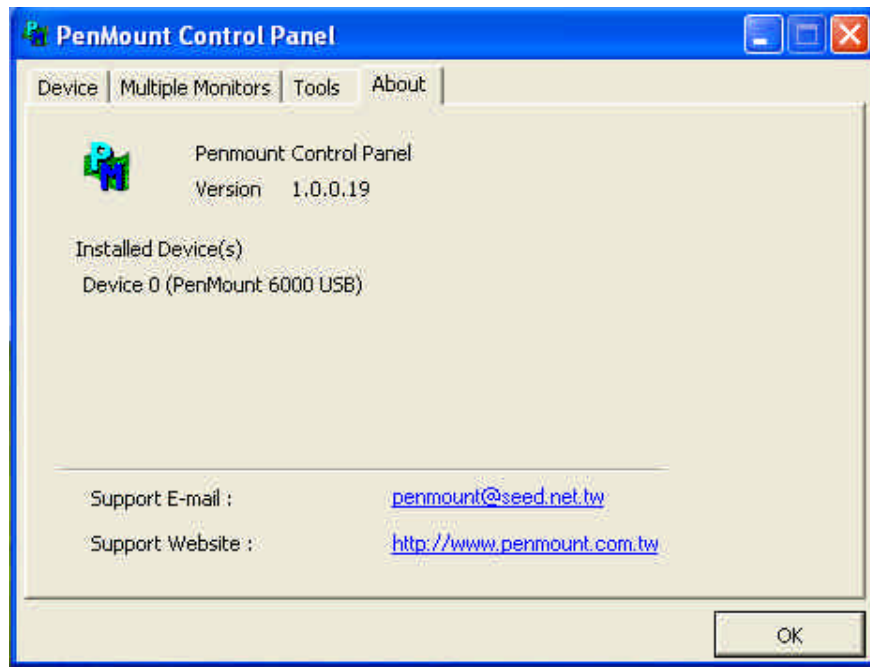 PenMount Control Panel
Device Multiple Monitors Tools About
PM
Penmount Control Panel
Version 1.0.0.19
Installed Device(s)
Device 0 (PenMount 6000 USB)
Support E-mail : penmount@seed.net.tw
Support Website : http://www.penmount.com.tw
OK